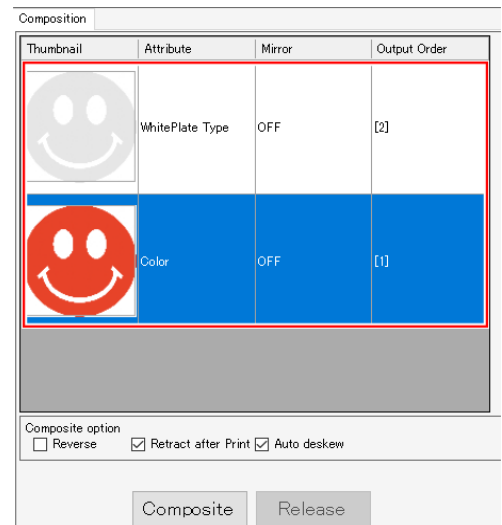 Composition
Thumbnail Attribute Mirror Output Order
WhitePlate Type OFF [2]
Color OFF [1]
Composite option
Reverse Retract after Print Auto deskew
Composite Release